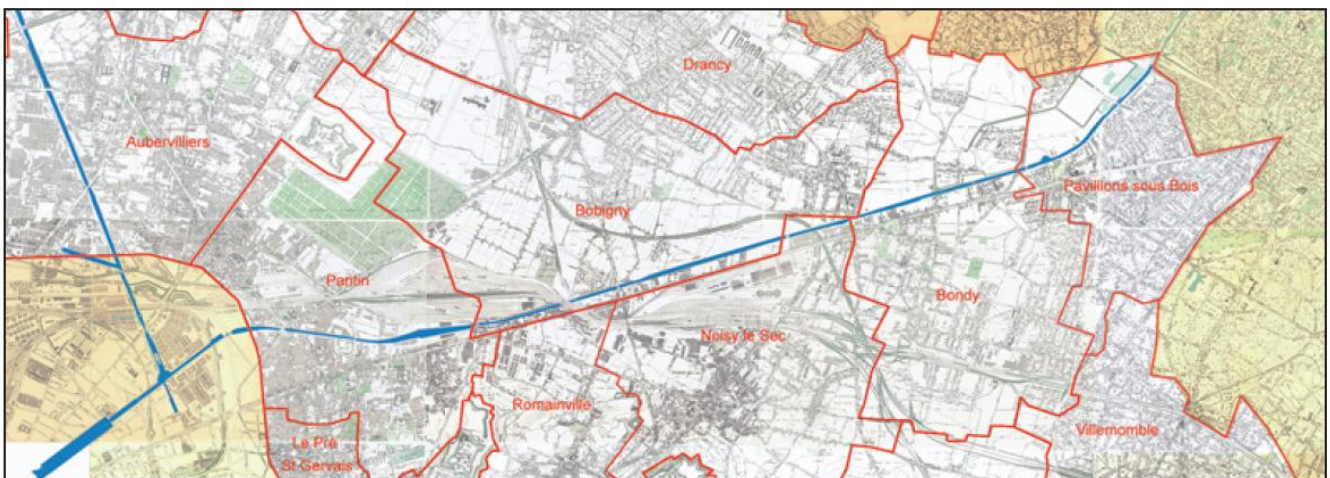 Drancy
Aubervilliers
Pavillons sous Bois
Bobigny
Pantin
Bondy
Noisy le Sec
Romainville
Villemomble
Le Pré
St Gervais